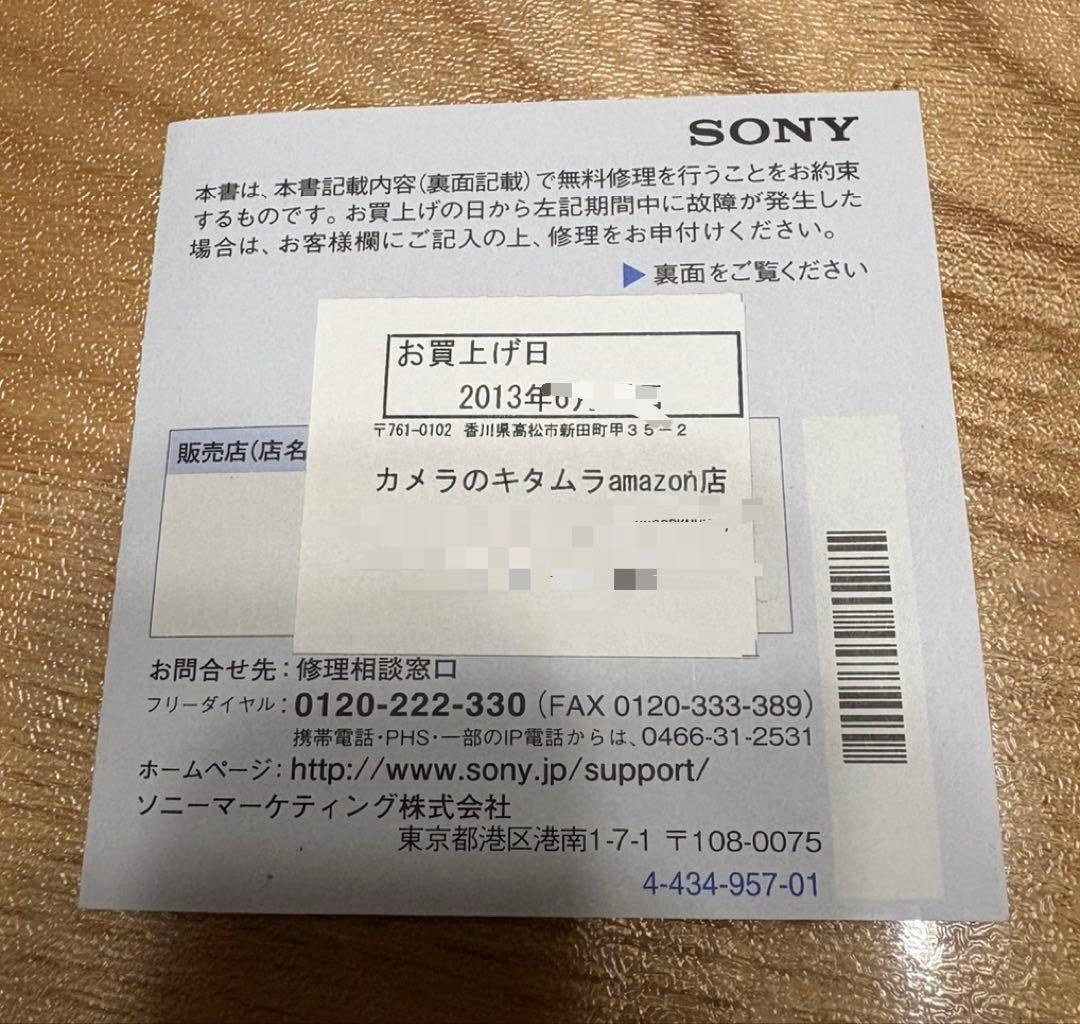 SONY
本書は、本書記載内容(裏面記載)で無料修理を行うことをお約束
するものです。お買上げの日から左記期間中に故障が発生した
場合は、お客様欄にご記入の上、修理をお申付けください。
▶裏面をご覧ください
お買上げ日
2013年
〒761-0102 香川県高松市新田町甲35-2
販売店(店名
カメラのキタムラamazon店
お問合せ先:修理相談窓口
フリーダイヤル:0120-222-330(FAX 0120-333-389)
携帯電話・PHS・一部のIP電話からは、0466-31-2531
ホームページ:http://www.sony.jp/support/
ソニーマーケティング株式会社
東京都港区港南1-7-1 〒108-0075
4-434-957-01